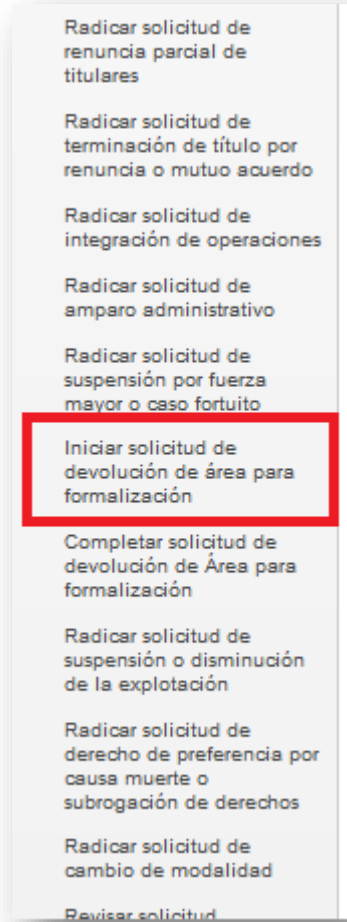 Radicar solicitud de
renuncia parcial de
titulares
Radicar solicitud de
terminación de título por
renuncia o mutuo acuerdo
Radicar solicitud de
integración de operaciones
Radicar solicitud de
amparo administrativo
Radicar solicitud de
suspensión por fuerza
mayor o caso fortuito
Iniciar solicitud de
devolución de área para
formalización
Completar solicitud de
devolución de Área para
formalización
Radicar solicitud de
suspensión o disminución
de la explotación
Radicar solicitud de
derecho de preferencia por
causa muerte o
subrogación de derechos
Radicar solicitud de
cambio de modalidad
Revisar solicitud